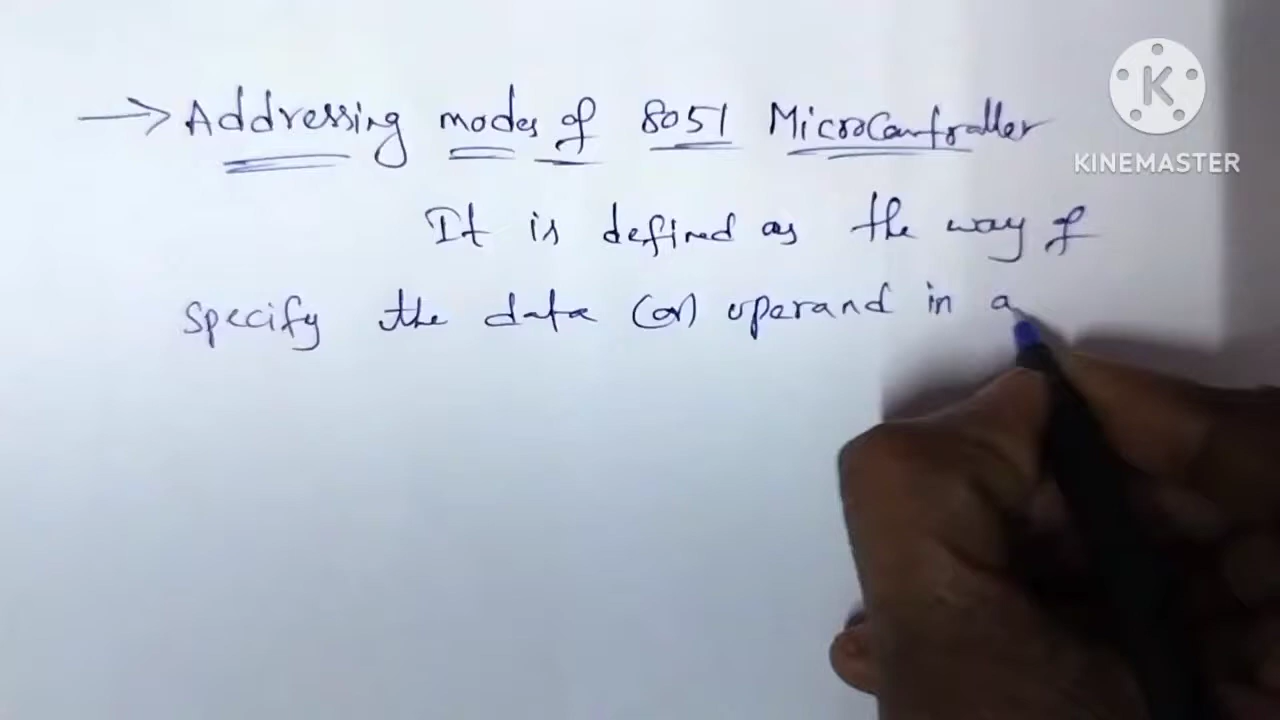 → Addressing modes of 8051 Microcontroller
It is defined as the way of
specify the data (or) operand in a
K
KINEMASTER